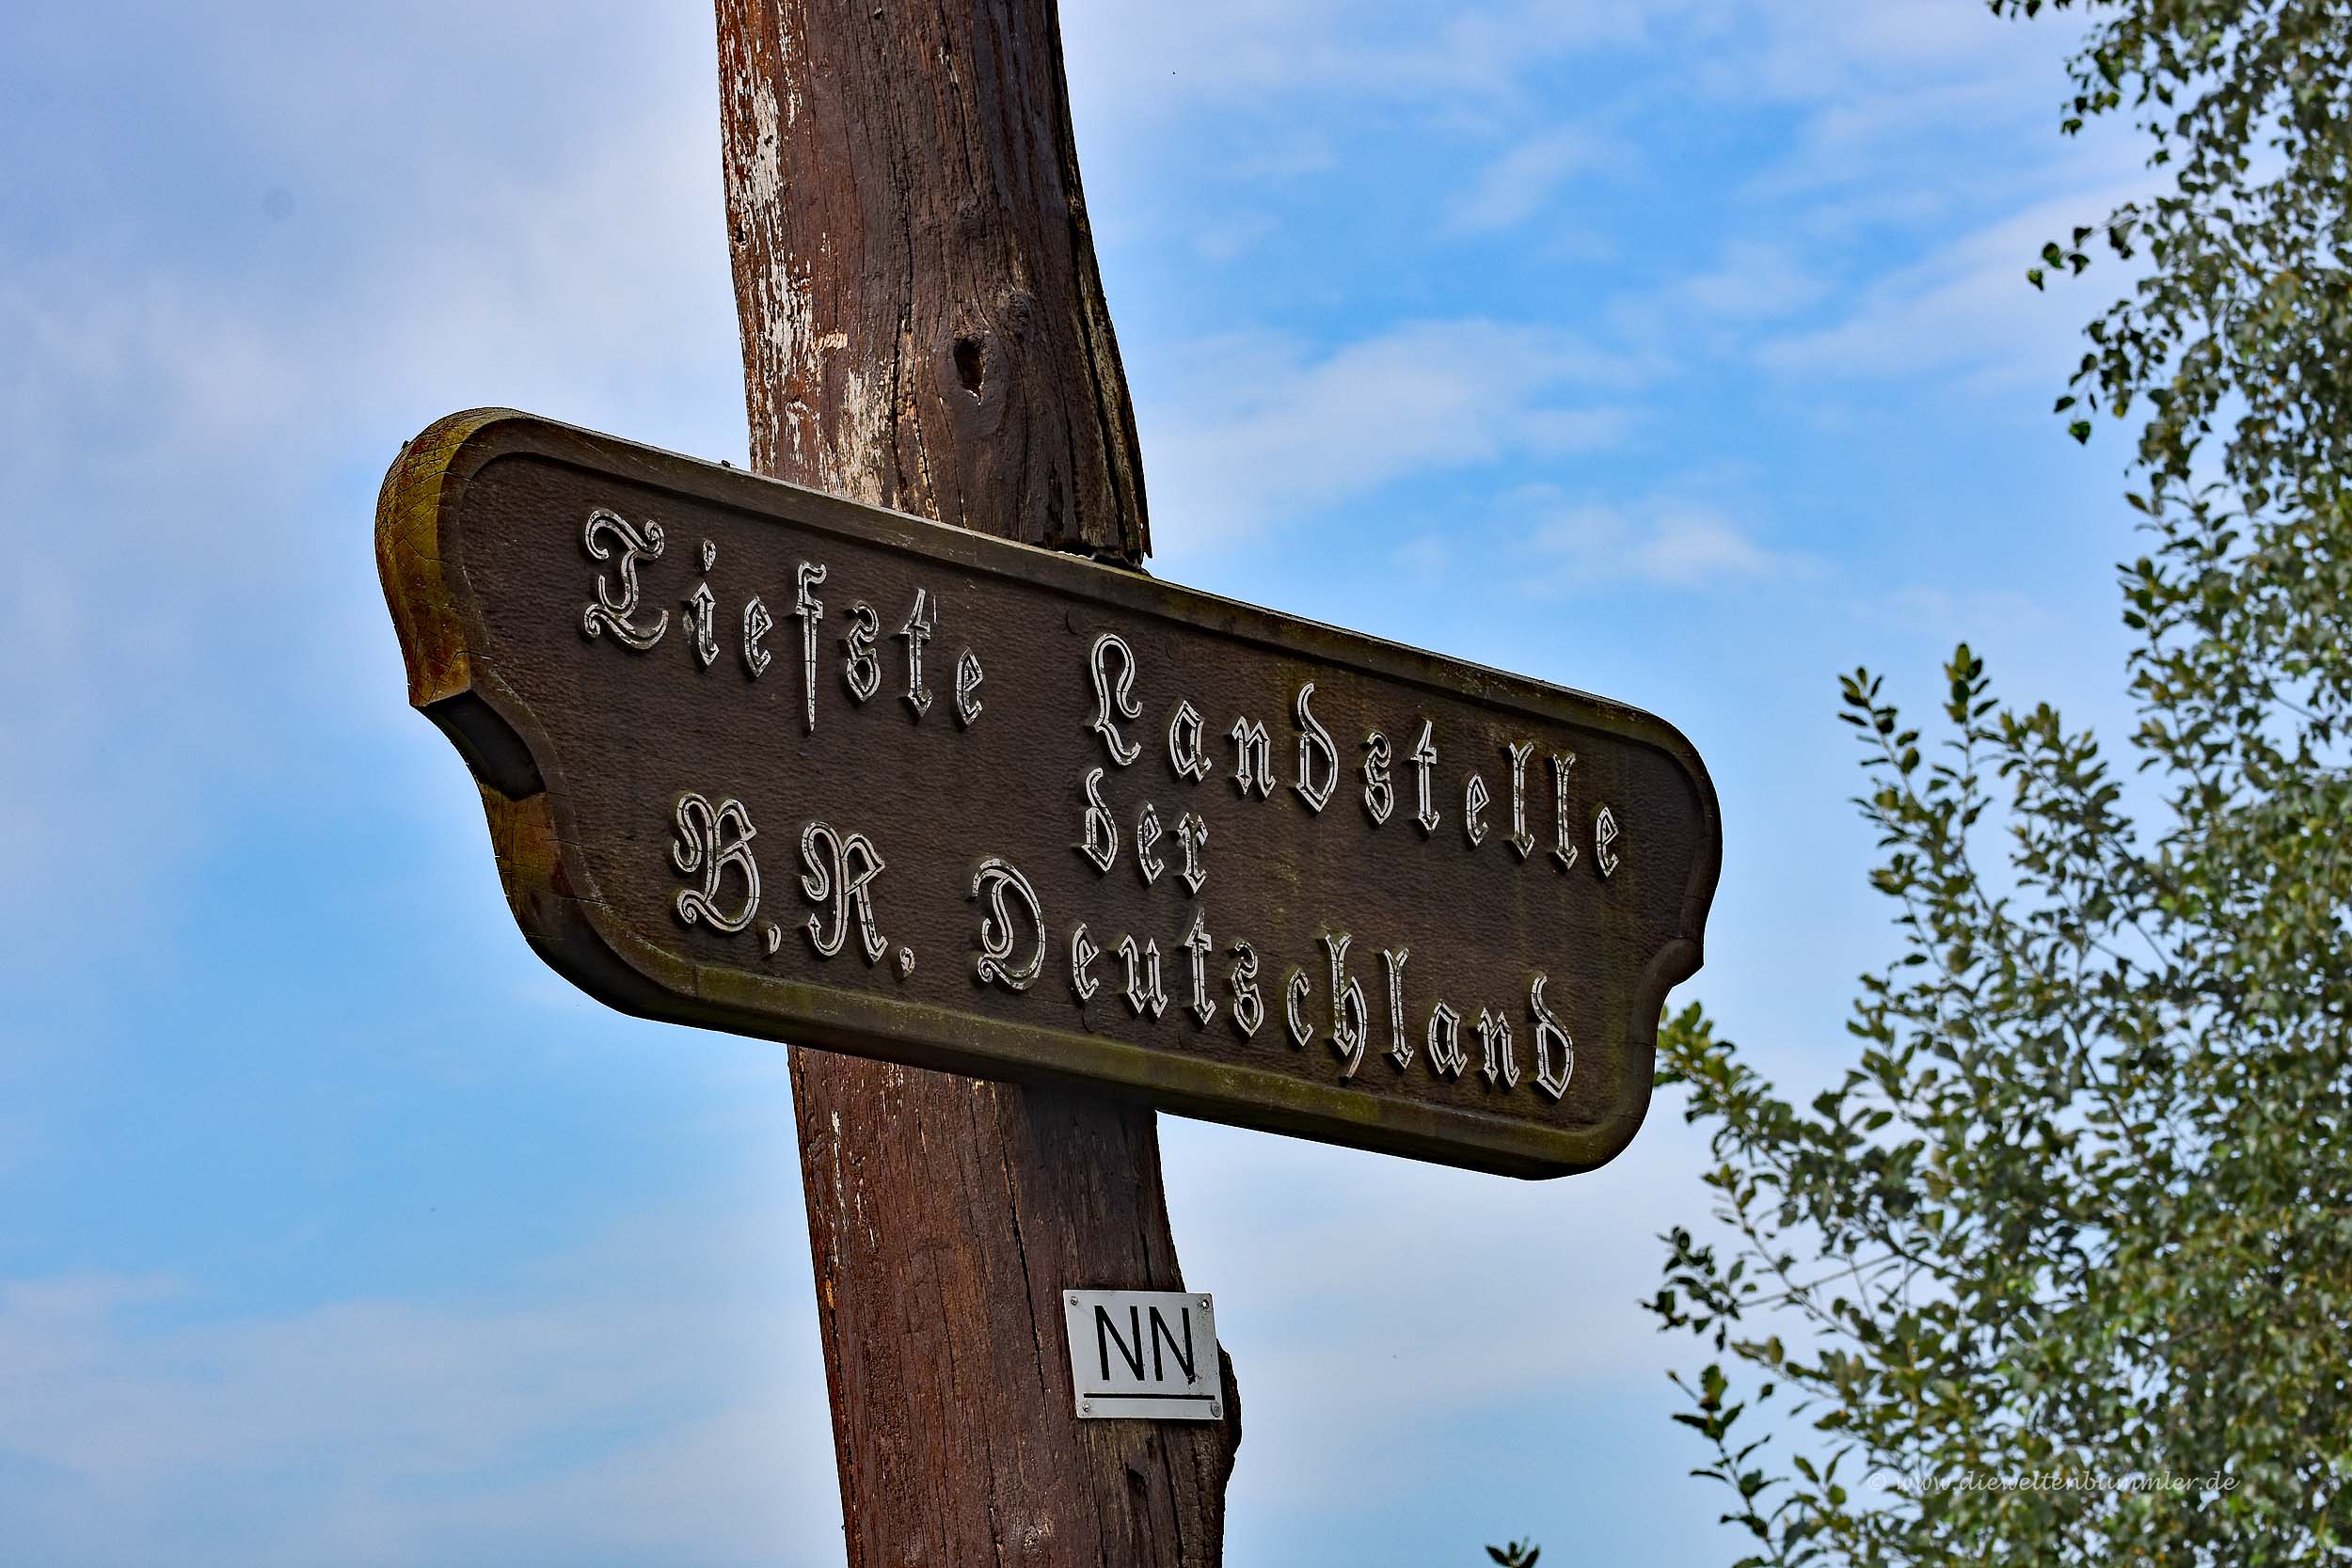 Tiefste Landstelle
der
B.R. Deutschland
NN
© www.dieweltenbummler.de